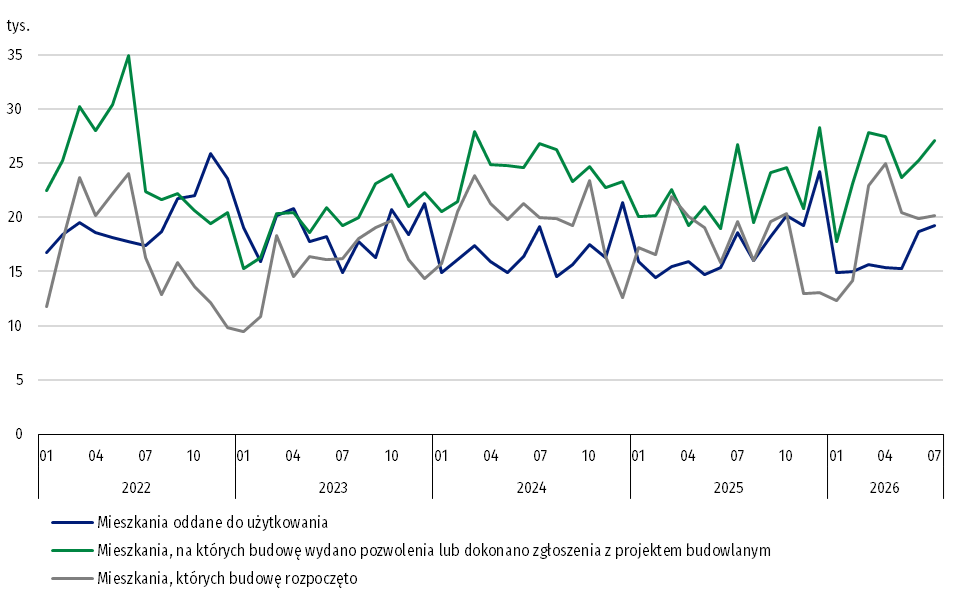 tys.
35
30
25
20
15
10
5
0
01 04 07 10 01 04 07 10 01 04 07 10 01 04 07 10 01 04 07
2022 2023 2024 2025 2026
Mieszkania oddane do użytkowania
Mieszkania, na których budowę wydano pozwolenia lub dokonano zgłoszenia z projektem budowlanym
Mieszkania, których budowę rozpoczęto